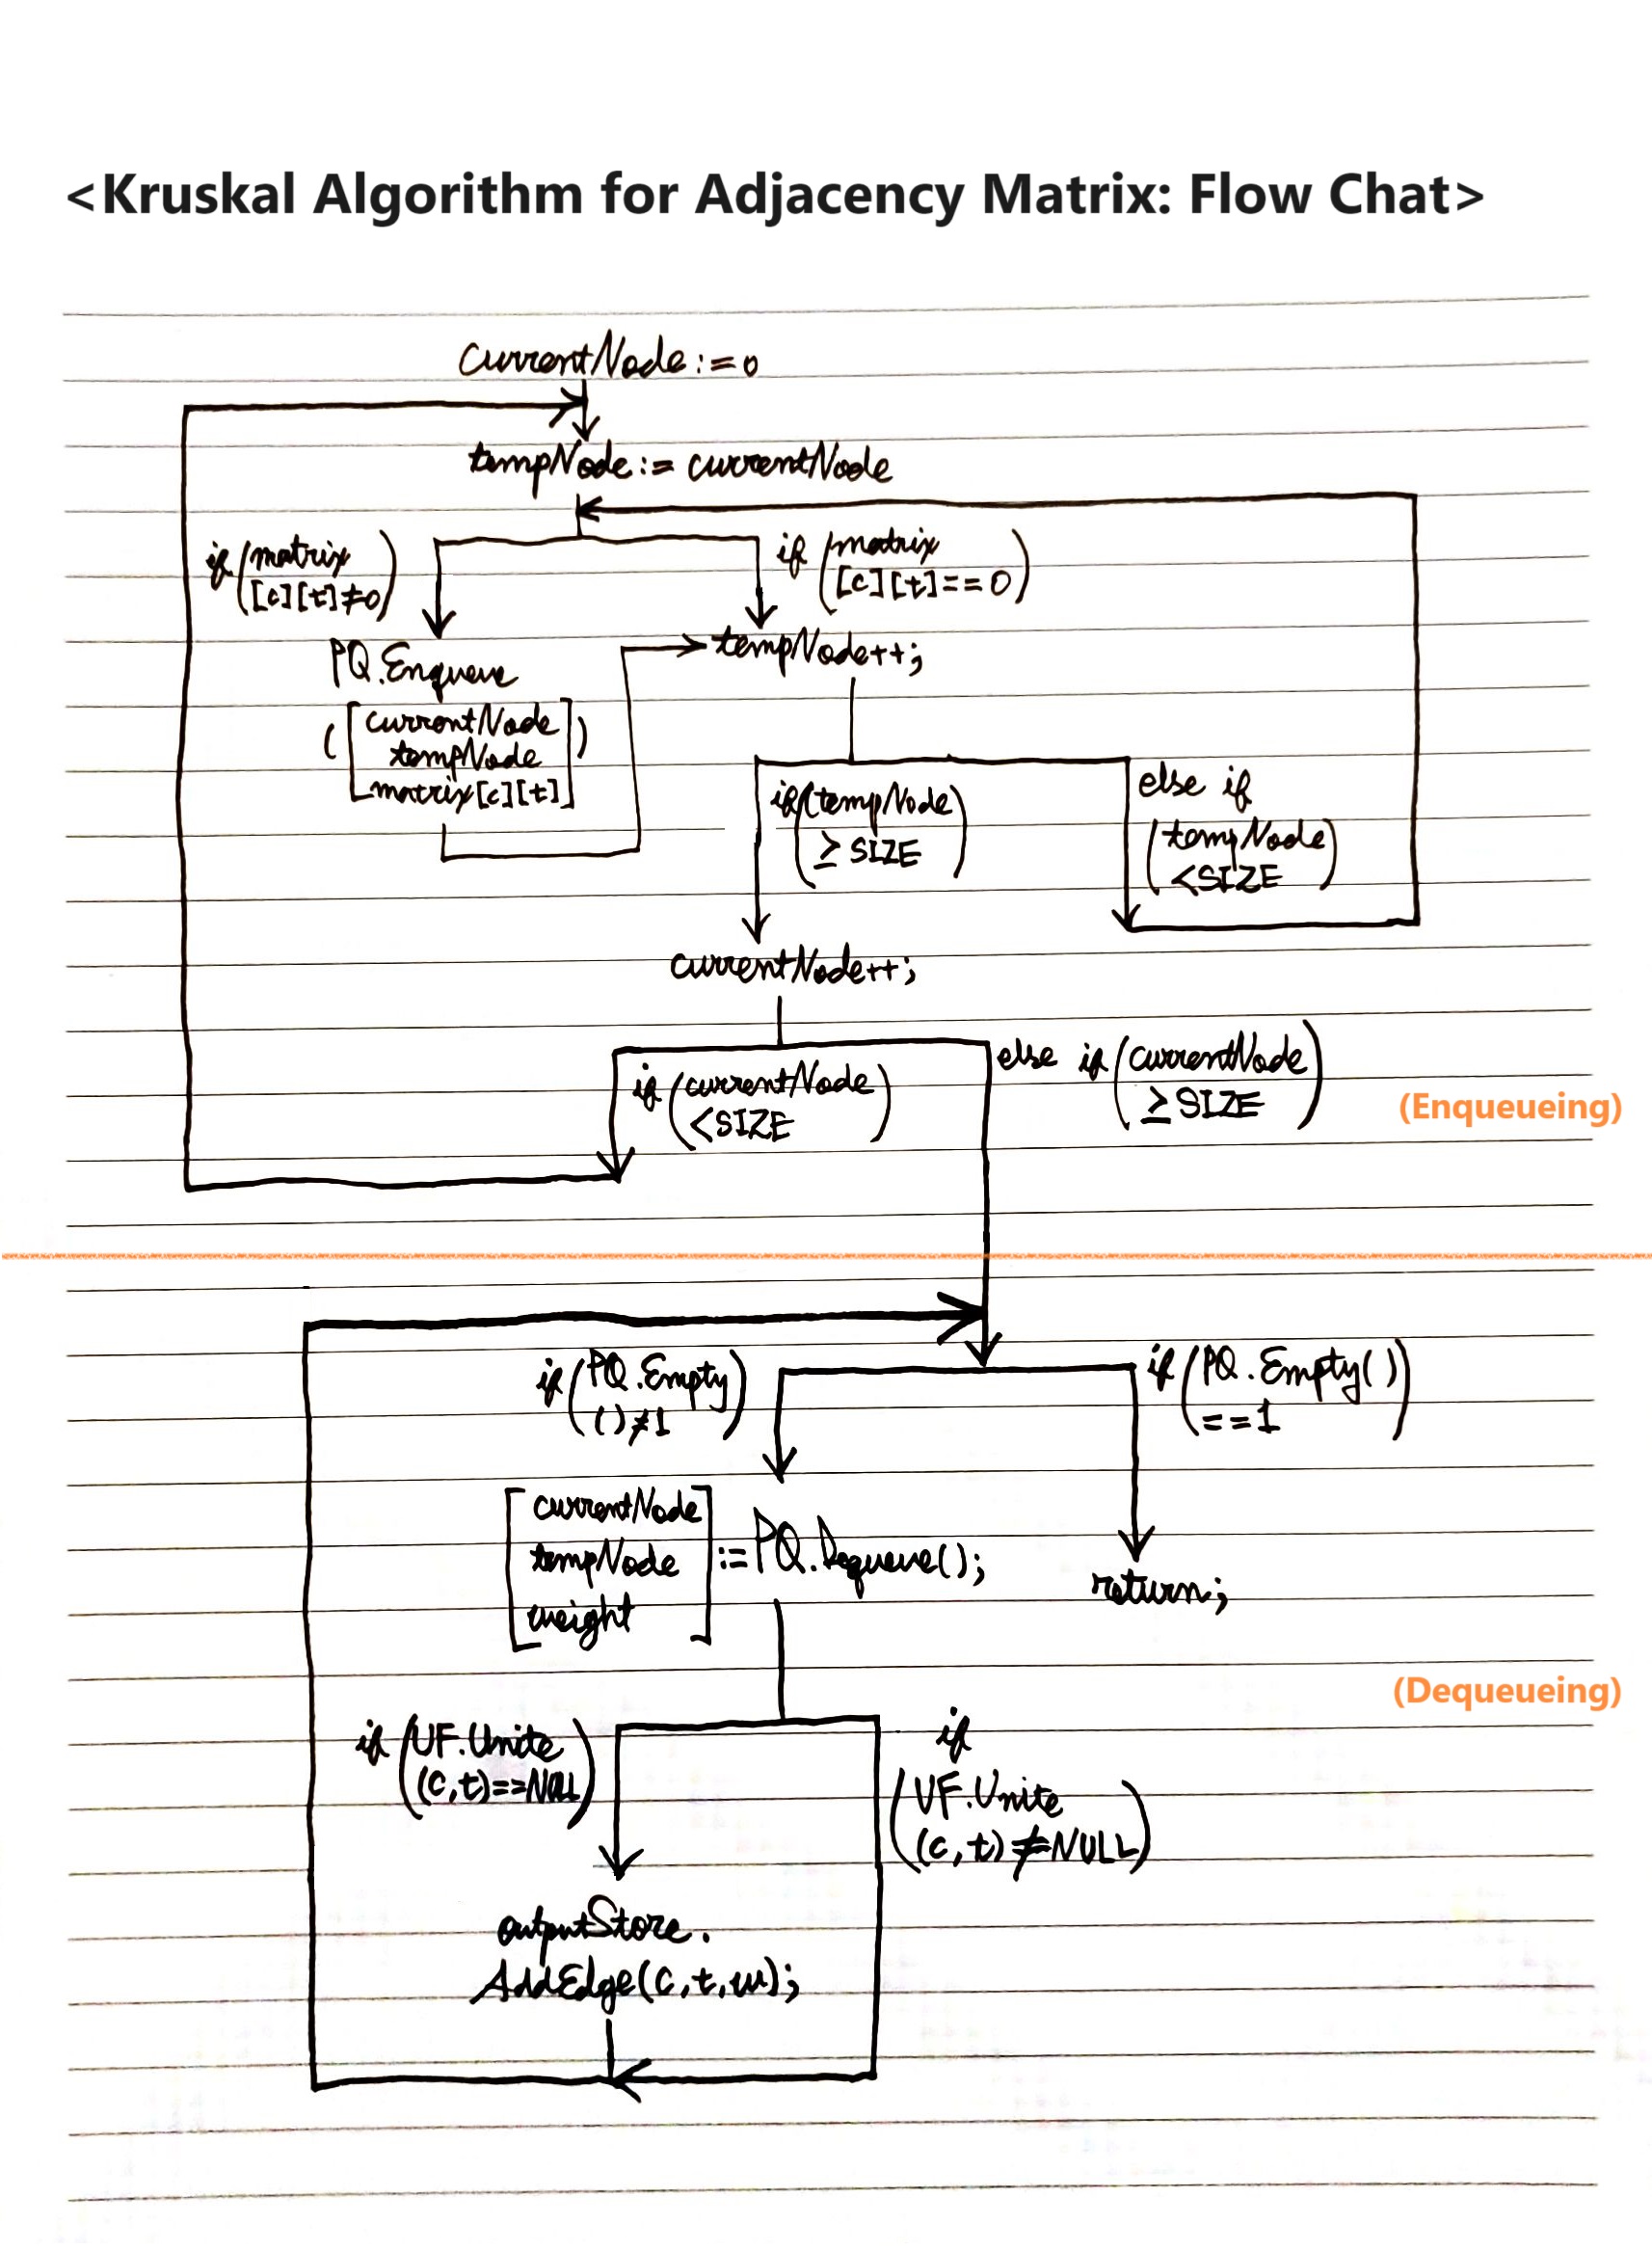 <Kruskal Algorithm for Adjacency Matrix: Flow Chat>
currentNode:=0
tempNode:= currentNode
if (matrix
[c][t]≠0)
if (matrix
[c][t]==0)
PQ.Enqueue
([currentNode
tempNode
matrix[c][t]])
tempNode++;
if(tempNode
≥ SIZE)
else if
(tempNode
<SIZE)
currentNode++;
if (currentNode
<SIZE)
else if (currentNode
≥SIZE)
(Enqueueing)
if (PQ.Empty
()≠1)
if (PQ.Empty()
==1)
[currentNode
tempNode
weight] := PQ.Dequeue();
return;
(Dequeueing)
if (UF.Unite
(c,t)==NULL)
if
(UF.Unite
(c,t)≠NULL)
outputStore.
AddEdge(c,t,w);